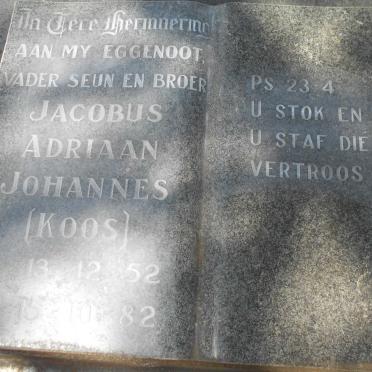 In Tere Herinnering
AAN MY EGGENOOT,
VADER SEUN EN BROER
JACOBUS
ADRIAAN
JOHANNES
(KOOS)
13 12 52
10 82
PS 23 4
U STOK EN
U STAF DIE
VERTROOS